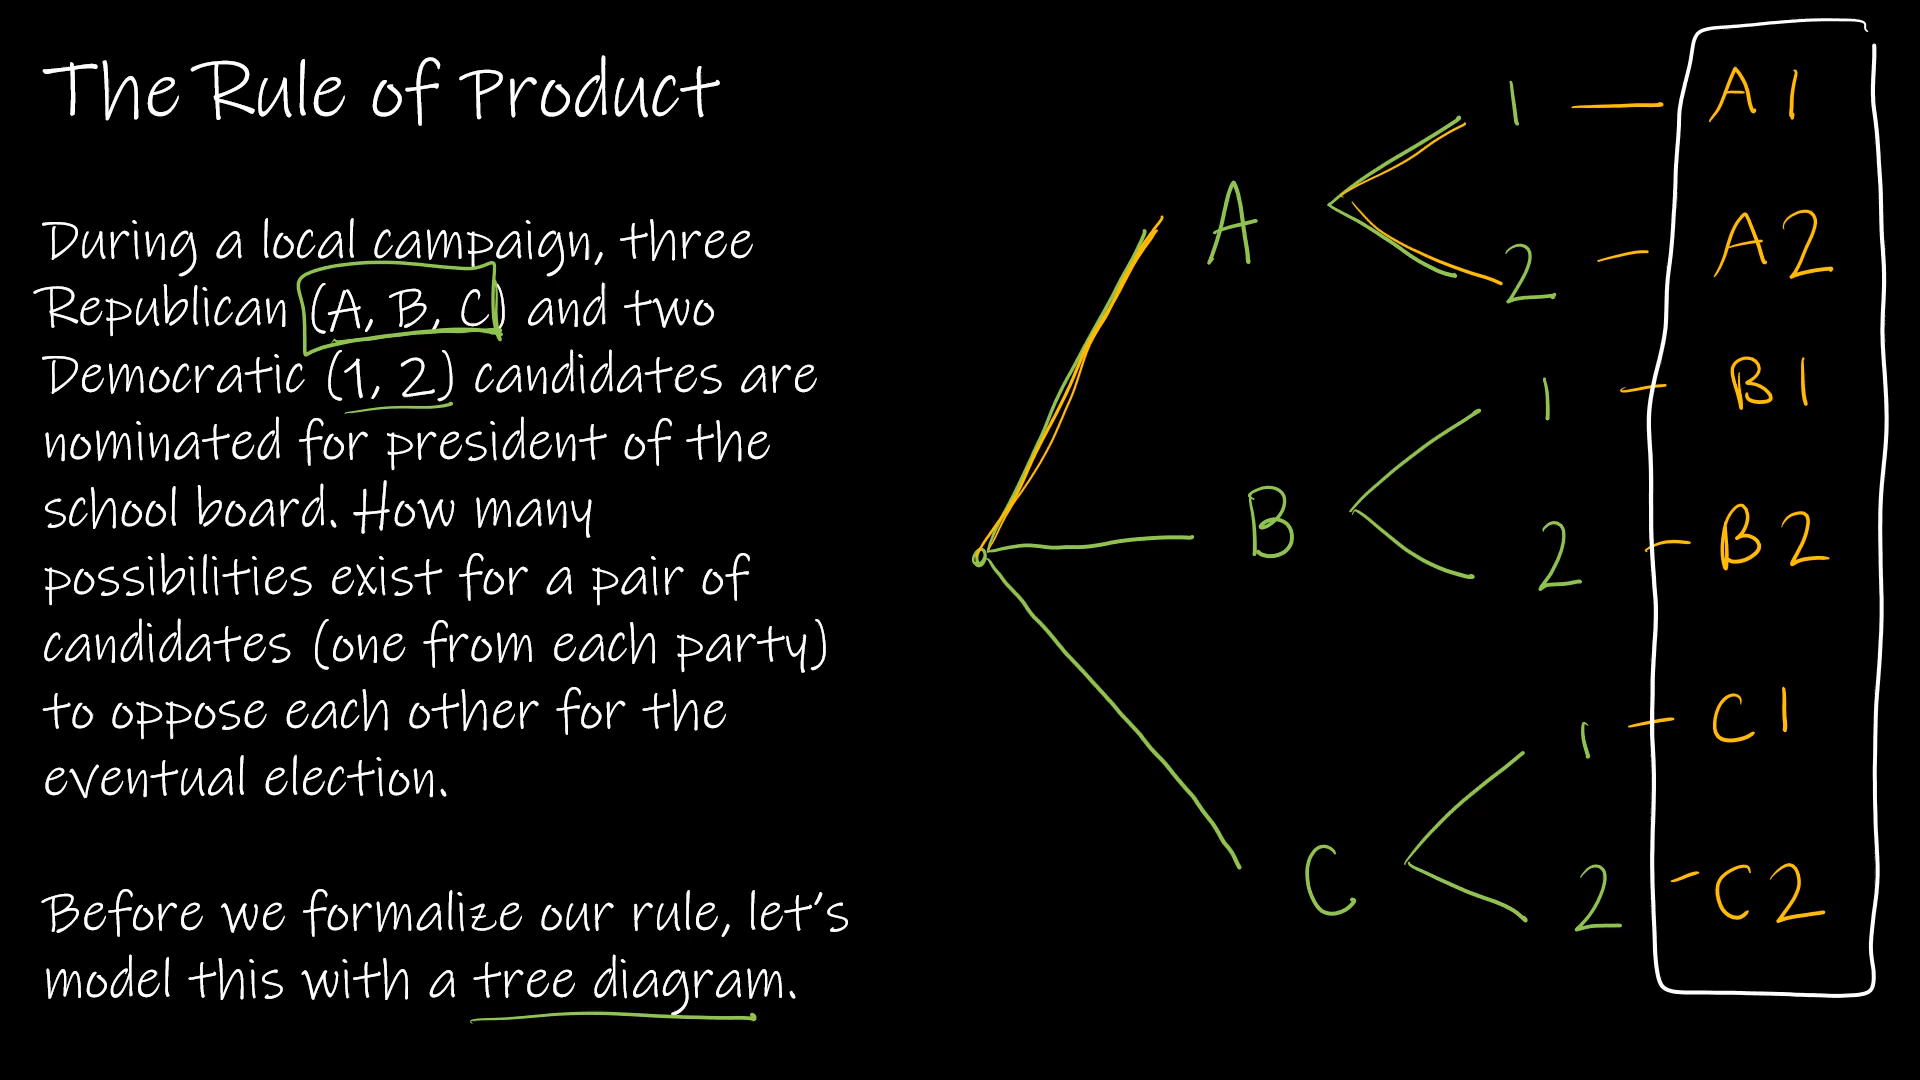 The Rule of Product
During a local campaign, three
Republican (A, B, C) and two
Democratic (1, 2) candidates are
nominated for president of the
school board. How many
possibilities exist for a pair of
candidates (one from each party)
to oppose each other for the
eventual election.
Before we formalize our rule, let's
model this with a tree diagram.
A
1
A1
2
A2
B
1
B1
2
B2
C
1
C1
2
C2